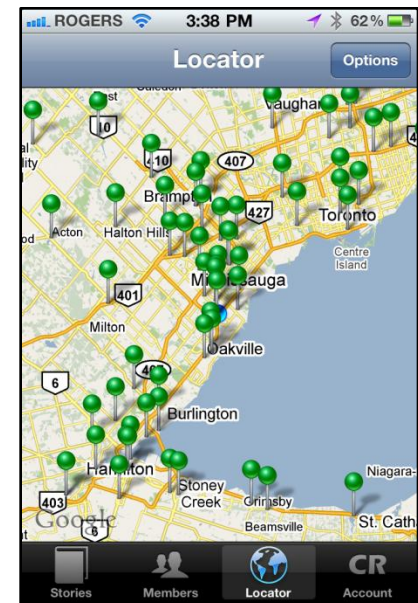 ROGERS 3:38 PM 62%
Locator Options
Vaughan
10
410 407
Brampt
427
Acton Halton Hills Toronto
Centre
Island
Mississauga
401
Milton
Oakville
407
6
Burlington
Hamilton
Niagara-
Stoney
Creek
403
Grimsby
Google
6
Beamsville
St. Cath
Stories Members Locator CR
Account